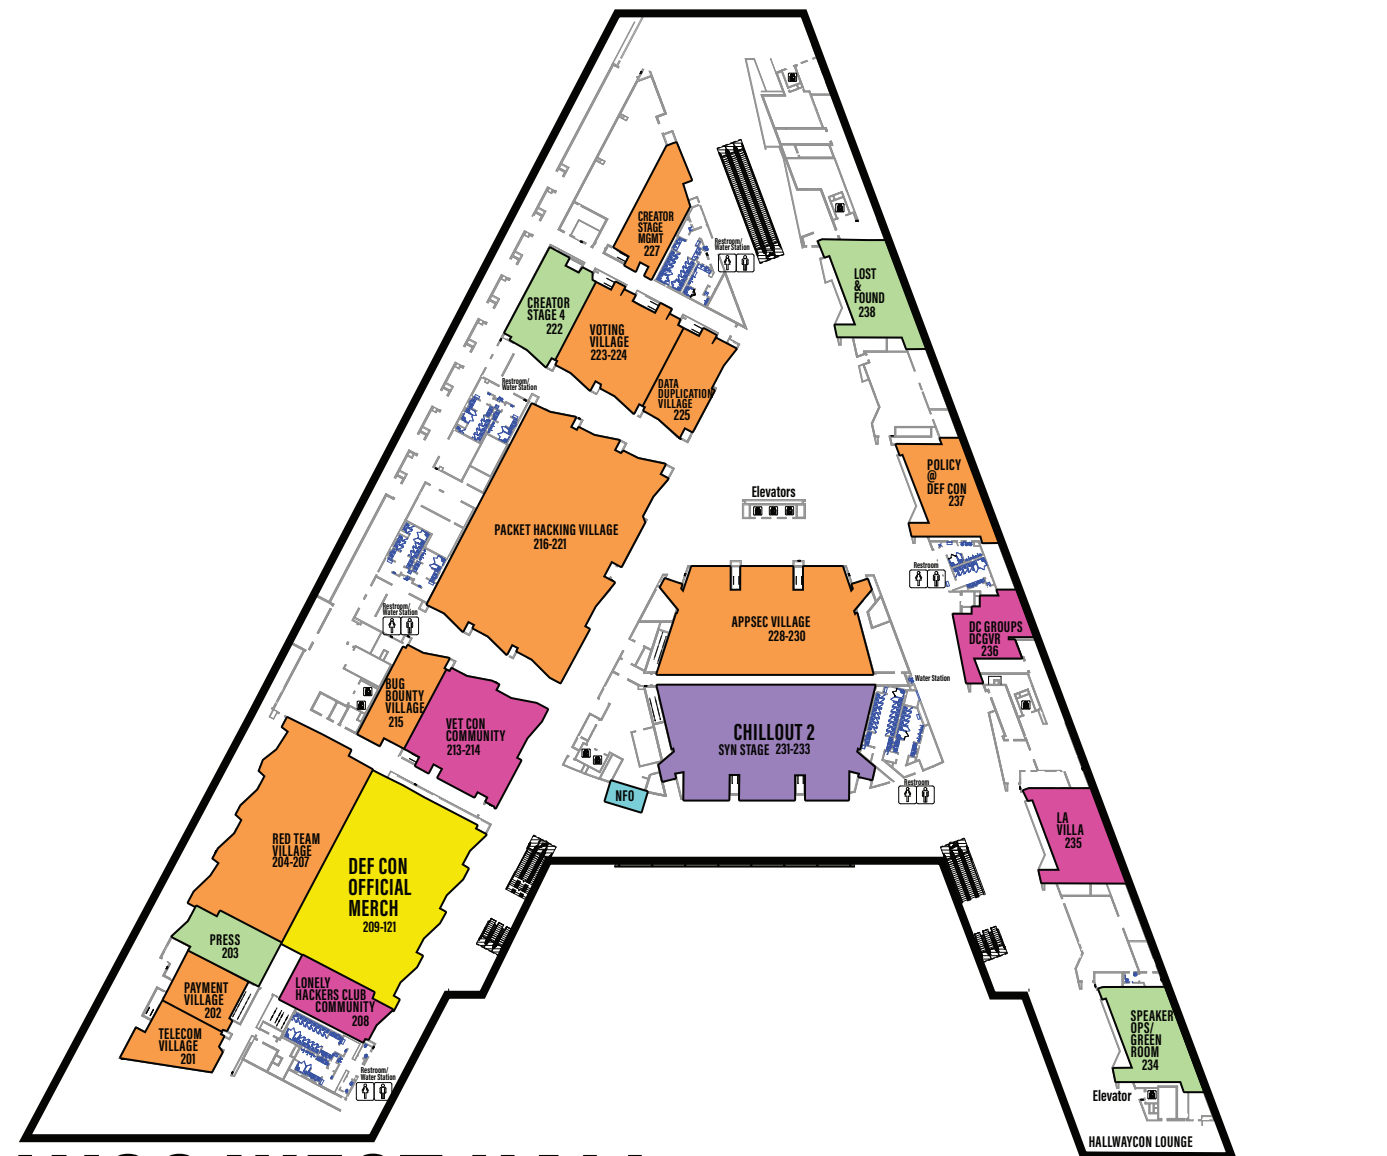 CREATOR
STAGE
MGMT
227
Restroom/
Water Station
LOST
&
FOUND
238
CREATOR
STAGE 4
222
VOTING
VILLAGE
223-224
DATA
DUPLICATION
VILLAGE
225
Restroom/
Water Station
POLICY
@
DEF CON
237
Elevators
PACKET HACKING VILLAGE
216-221
Restroom
Restroom/
Water Station
APPSEC VILLAGE
228-230
DC GROUPS
DCGVR
236
BUG
BOUNTY
VILLAGE
215
VET CON
COMMUNITY
213-214
Water Station
CHILLOUT 2
SYN STAGE 231-233
NFO
Restroom
LA
VILLA
235
RED TEAM
VILLAGE
204-207
DEF CON
OFFICIAL
MERCH
209-121
PRESS
203
PAYMENT
VILLAGE
202
LONELY
HACKERS CLUB
COMMUNITY
208
TELECOM
VILLAGE
201
Restroom/
Water Station
SPEAKER
OPS/
GREEN
ROOM
234
Elevator
HALLWAYCON LOUNGE